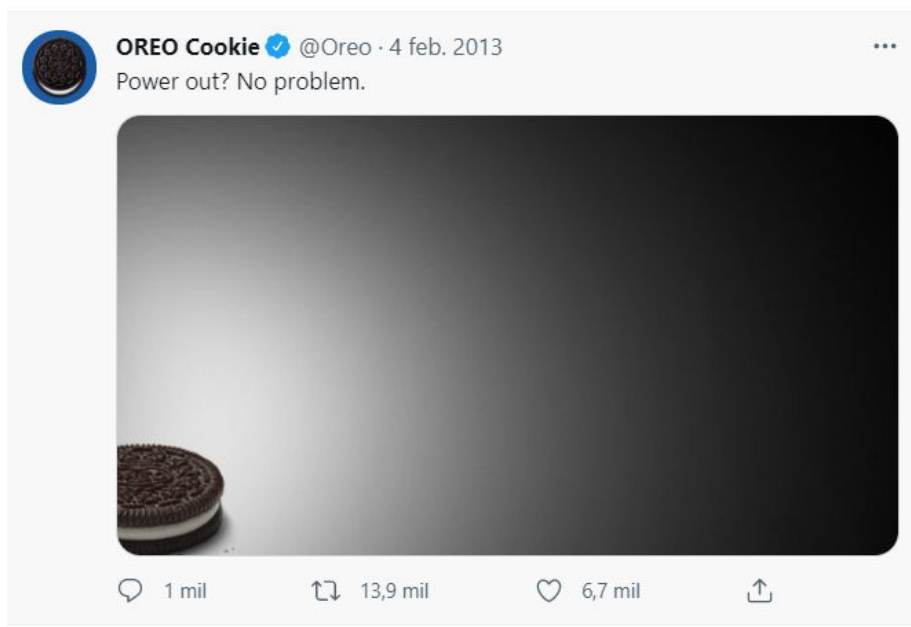 OREO Cookie @Oreo · 4 feb. 2013
Power out? No problem.
1 mil 13,9 mil 6,7 mil